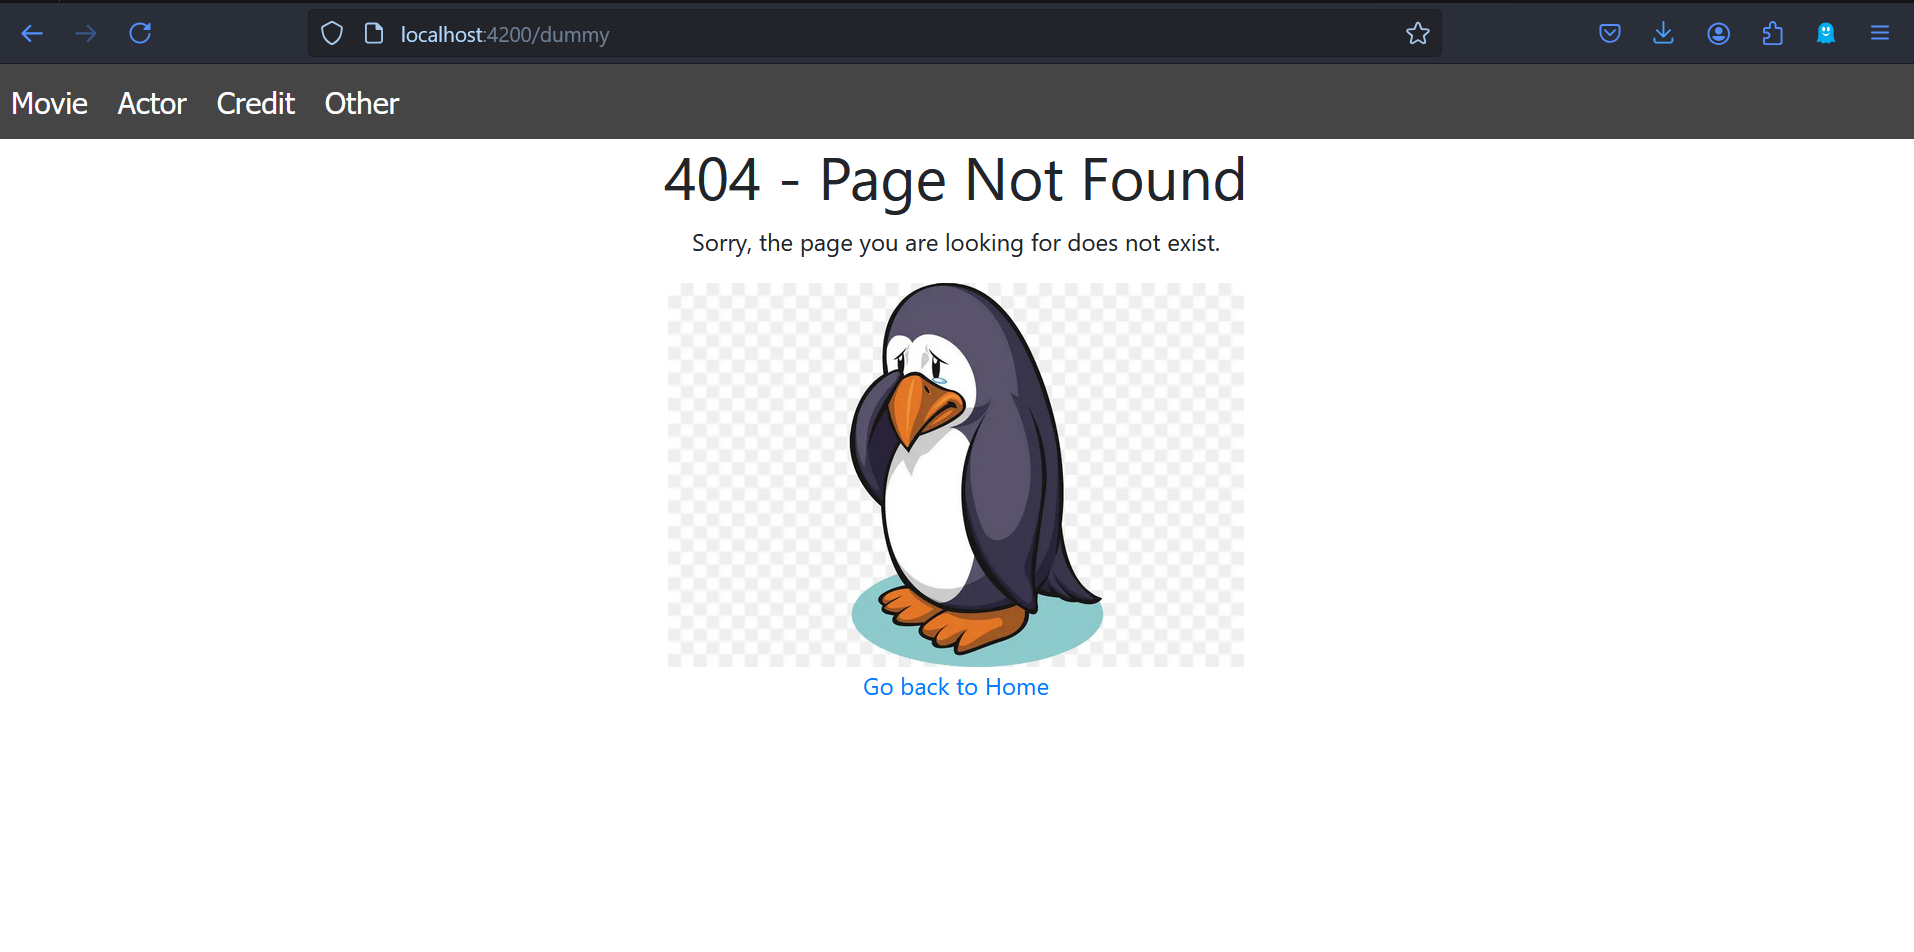 localhost:4200/dummy
Movie Actor Credit Other
404 - Page Not Found
Sorry, the page you are looking for does not exist.
Go back to Home